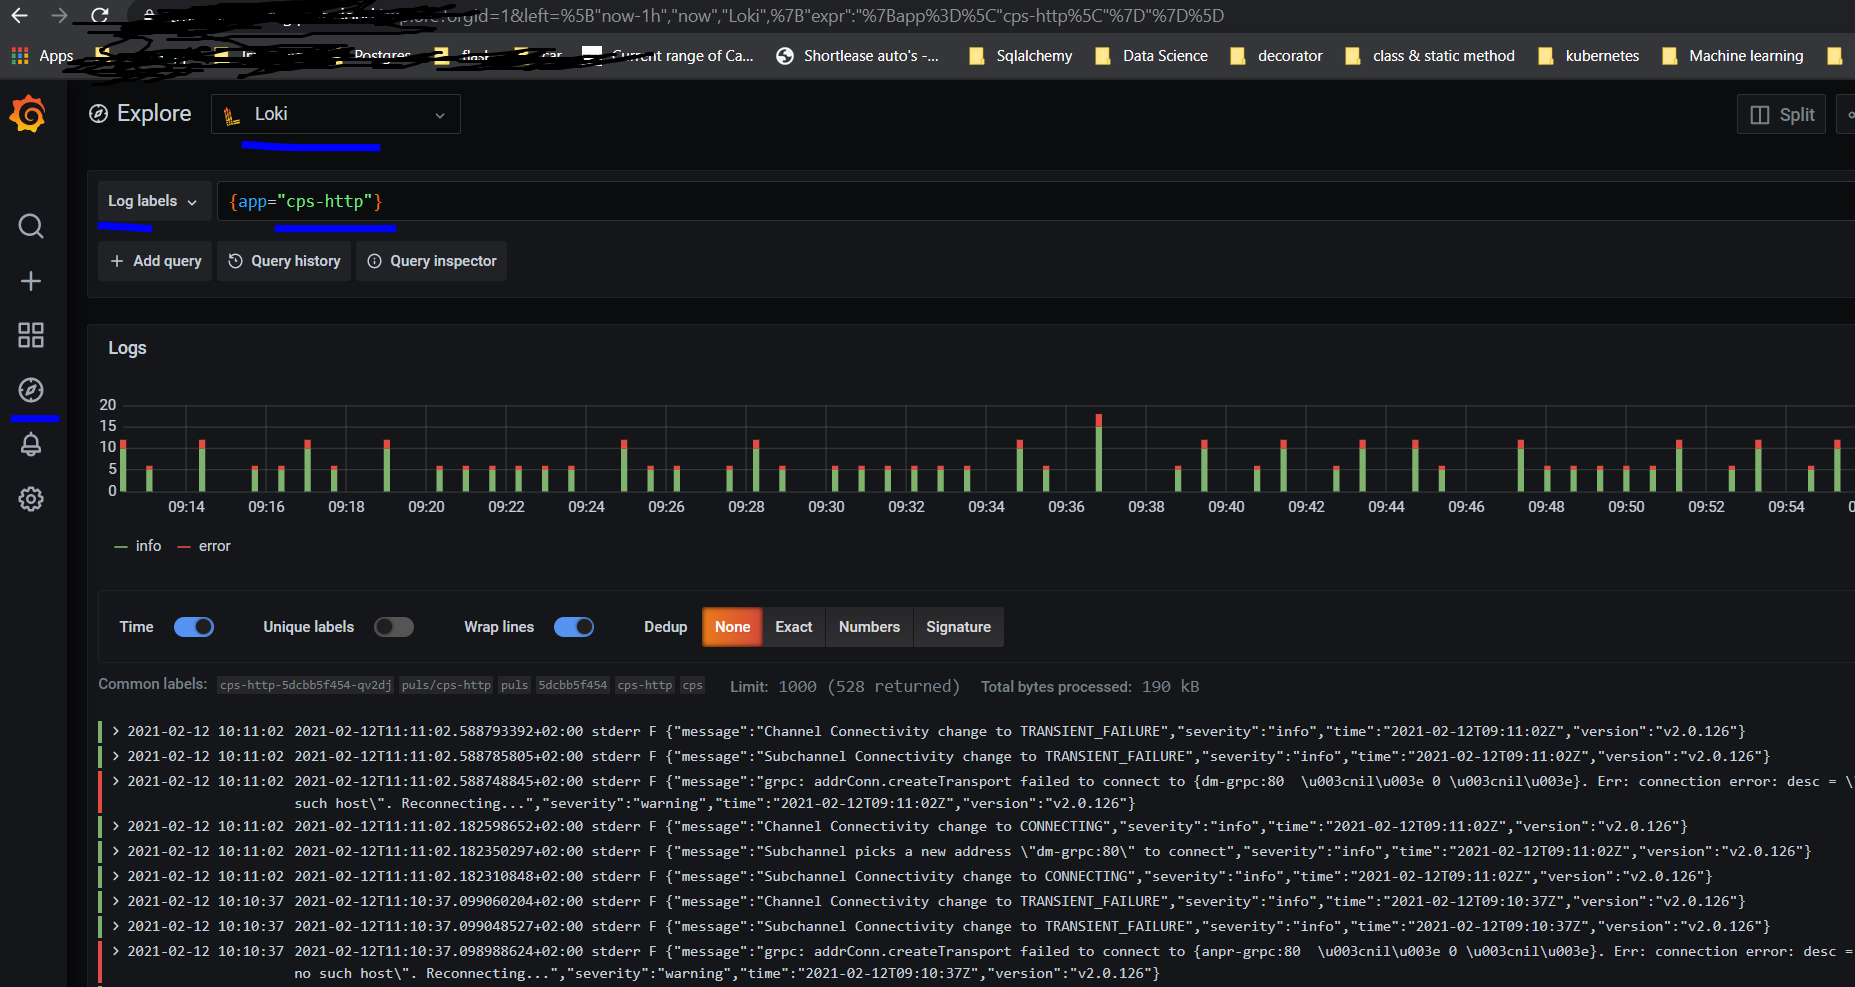 plore?orgId=1&left=%5B"now-1h","now","Loki",%7B"expr":"%7Bapp%3D%5C"cps-http%5C"%7D"%7D%5D
Apps Postgres flask car Current range of Ca... Shortlease auto's -... Sqlalchemy Data Science decorator class & static method kubernetes Machine learning
Explore Loki Split
Log labels {app="cps-http"}
+ Add query Query history Query inspector
Logs
20
15
10
5
0
09:14 09:16 09:18 09:20 09:22 09:24 09:26 09:28 09:30 09:32 09:34 09:36 09:38 09:40 09:42 09:44 09:46 09:48 09:50 09:52 09:54 0
info error
Time Unique labels Wrap lines Dedup None Exact Numbers Signature
Common labels: cps-http-5dcbb5f454-qv2dj puls/cps-http puls 5dcbb5f454 cps-http cps Limit: 1000 (528 returned) Total bytes processed: 190 kB
> 2021-02-12 10:11:02 2021-02-12T11:11:02.588793392+02:00 stderr F {"message":"Channel Connectivity change to TRANSIENT_FAILURE","severity":"info","time":"2021-02-12T09:11:02Z","version":"v2.0.126"}
> 2021-02-12 10:11:02 2021-02-12T11:11:02.588785805+02:00 stderr F {"message":"Subchannel Connectivity change to TRANSIENT_FAILURE","severity":"info","time":"2021-02-12T09:11:02Z","version":"v2.0.126"}
> 2021-02-12 10:11:02 2021-02-12T11:11:02.588748845+02:00 stderr F {"message":"grpc: addrConn.createTransport failed to connect to {dm-grpc:80 \u003cnil\u003e 0 \u003cnil\u003e}. Err: connection error: desc = \"
such host\". Reconnecting...","severity":"warning","time":"2021-02-12T09:11:02Z","version":"v2.0.126"}
> 2021-02-12 10:11:02 2021-02-12T11:11:02.182598652+02:00 stderr F {"message":"Channel Connectivity change to CONNECTING","severity":"info","time":"2021-02-12T09:11:02Z","version":"v2.0.126"}
> 2021-02-12 10:11:02 2021-02-12T11:11:02.182350297+02:00 stderr F {"message":"Subchannel picks a new address \"dm-grpc:80\" to connect","severity":"info","time":"2021-02-12T09:11:02Z","version":"v2.0.126"}
> 2021-02-12 10:11:02 2021-02-12T11:11:02.182310848+02:00 stderr F {"message":"Subchannel Connectivity change to CONNECTING","severity":"info","time":"2021-02-12T09:11:02Z","version":"v2.0.126"}
> 2021-02-12 10:10:37 2021-02-12T11:10:37.099060204+02:00 stderr F {"message":"Channel Connectivity change to TRANSIENT_FAILURE","severity":"info","time":"2021-02-12T09:10:37Z","version":"v2.0.126"}
> 2021-02-12 10:10:37 2021-02-12T11:10:37.099048527+02:00 stderr F {"message":"Subchannel Connectivity change to TRANSIENT_FAILURE","severity":"info","time":"2021-02-12T09:10:37Z","version":"v2.0.126"}
> 2021-02-12 10:10:37 2021-02-12T11:10:37.098988624+02:00 stderr F {"message":"grpc: addrConn.createTransport failed to connect to {anpr-grpc:80 \u003cnil\u003e 0 \u003cnil\u003e}. Err: connection error: desc =
no such host\". Reconnecting...","severity":"warning","time":"2021-02-12T09:10:37Z","version":"v2.0.126"}